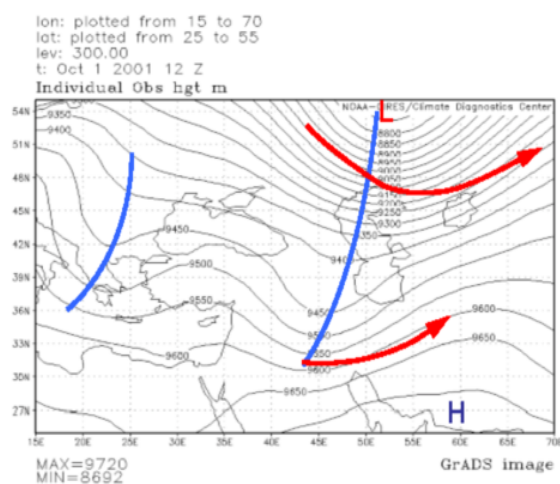 lon: plotted from 15 to 70
lat: plotted from 25 to 55
lev: 300.00
t: Oct 1 2001 12 Z
Individual Obs hgt m
NOAA-CIRES/Climate Diagnostics Center
L
54N
51N
48N
45N
42N
39N
36N
33N
30N
27N
9350
9400
8800
8850
8900
9200
9250
9300
9450
9500
9550
9600
9450
9600
9650
9600
9650
H
15E 20E 25E 30E 35E 40E 45E 50E 55E 60E 65E 70E
MAX=9720
MIN=8692
GrADS image